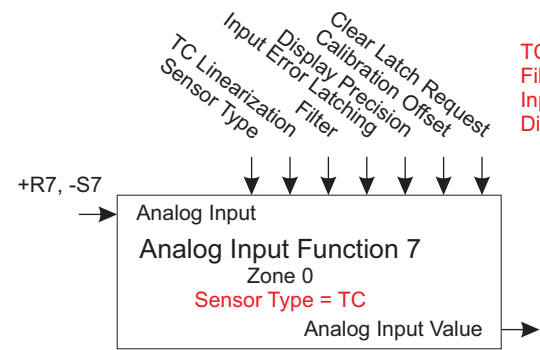 Sensor Type
TC Linearization
Filter
Input Error Latching
Display Precision
Calibration Offset
Clear Latch Request
+R7, -S7
Analog Input
Analog Input Function 7
Zone 0
Sensor Type = TC
Analog Input Value